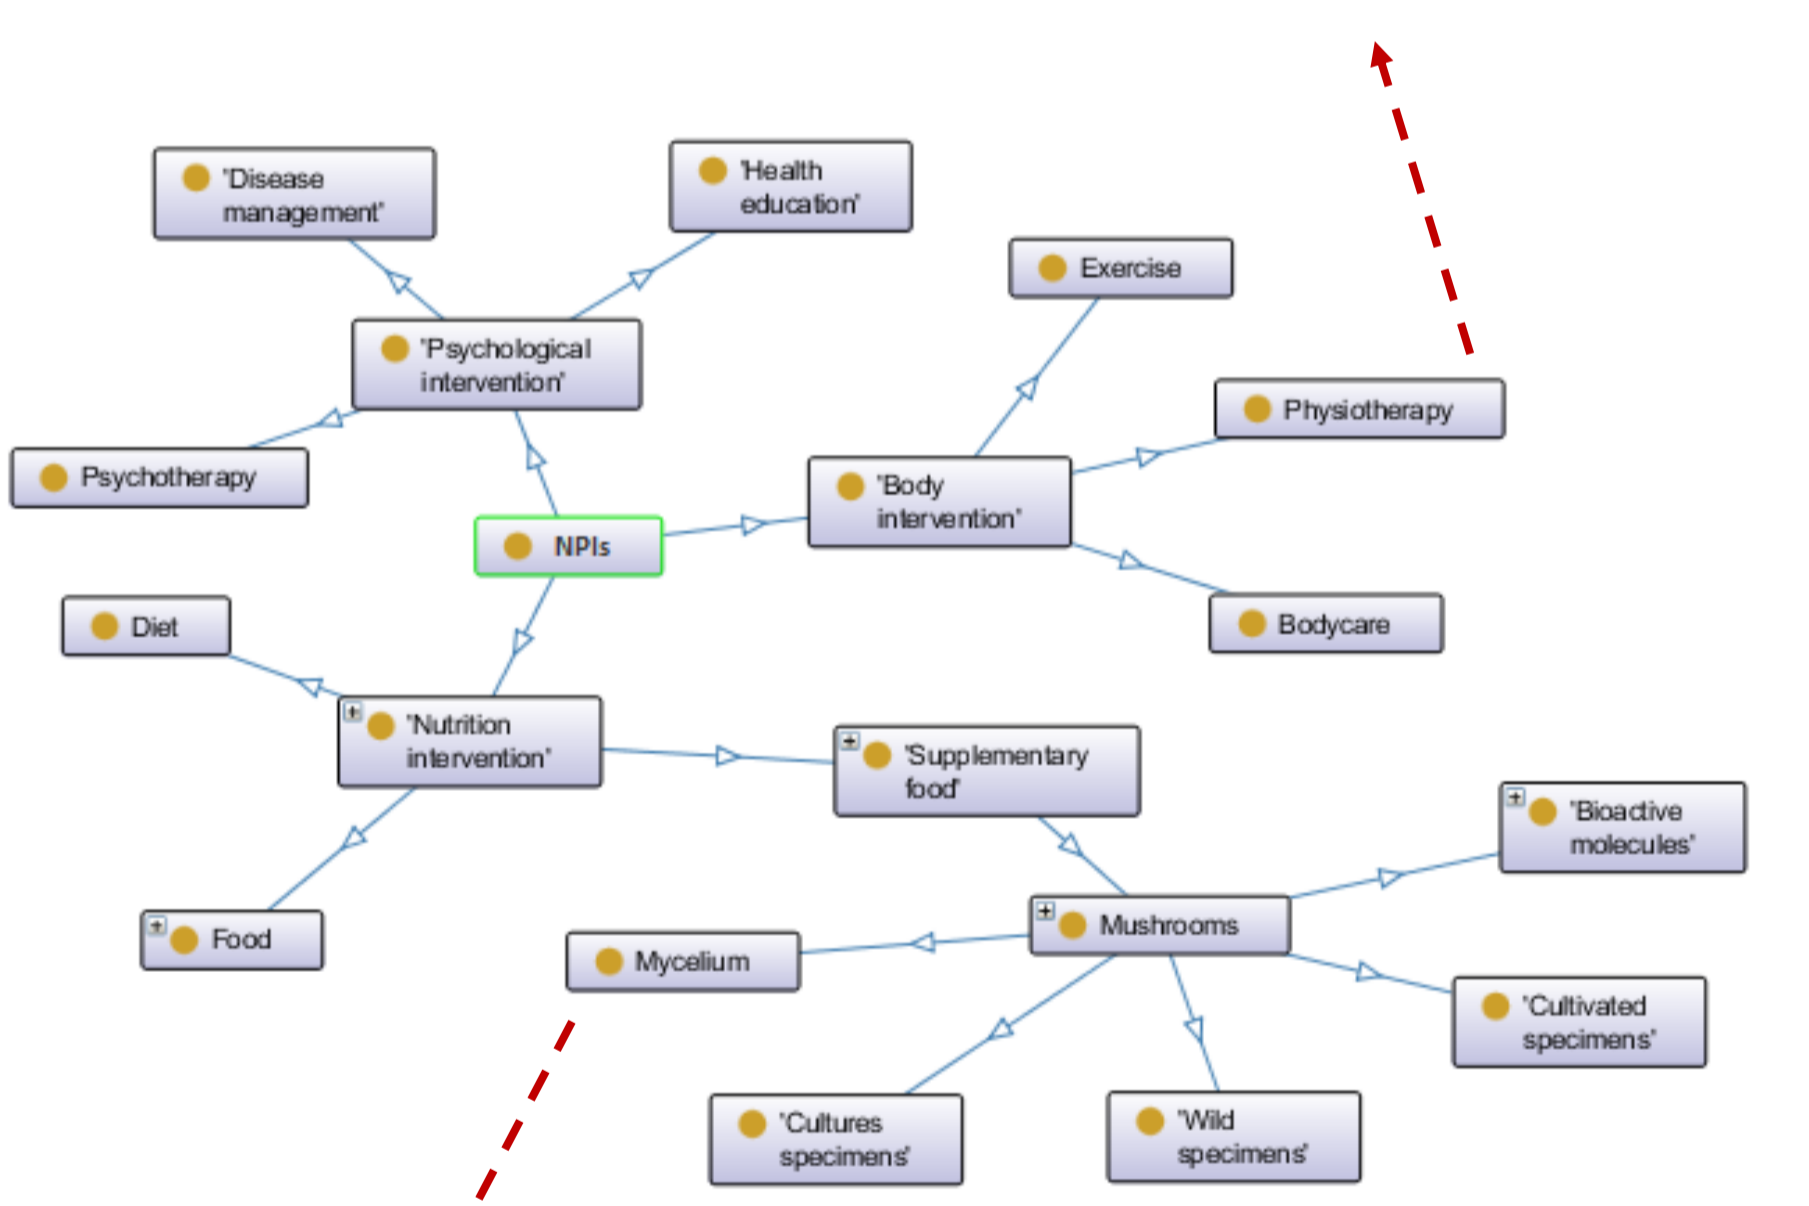 'Disease
management'
'Health
education'
Exercise
'Psychological
intervention'
Physiotherapy
Psychotherapy
'Body
intervention'
NPIs
Diet
Bodycare
'Nutrition
intervention'
'Supplementary
food'
'Bioactive
molecules'
Food
Mushrooms
Mycelium
'Cultivated
specimens'
'Cultures
specimens'
'Wild
specimens'